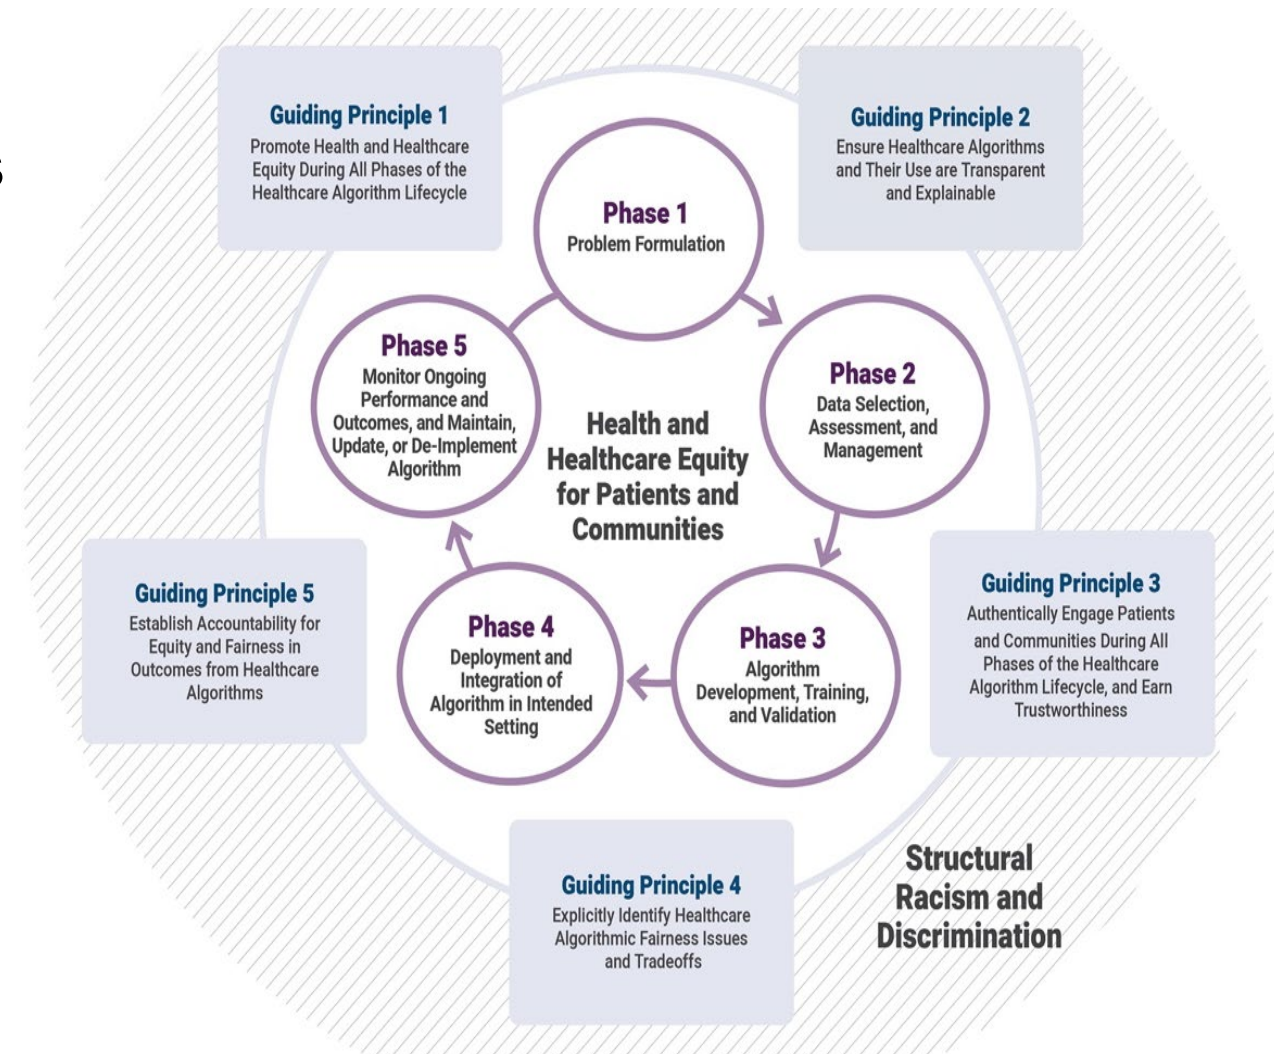 Guiding Principle 1
Promote Health and Healthcare
Equity During All Phases of the
Healthcare Algorithm Lifecycle
Guiding Principle 2
Ensure Healthcare Algorithms
and Their Use are Transparent
and Explainable
Phase 1
Problem Formulation
Phase 5
Monitor Ongoing
Performance and
Outcomes, and Maintain,
Update, or De-Implement
Algorithm
Phase 2
Data Selection,
Assessment, and
Management
Health and
Healthcare Equity
for Patients and
Communities
Guiding Principle 5
Establish Accountability for
Equity and Fairness in
Outcomes from Healthcare
Algorithms
Phase 4
Deployment and
Integration of
Algorithm in Intended
Setting
Phase 3
Algorithm
Development, Training,
and Validation
Guiding Principle 3
Authentically Engage Patients
and Communities During All
Phases of the Healthcare
Algorithm Lifecycle, and Earn
Trustworthiness
Guiding Principle 4
Explicitly Identify Healthcare
Algorithmic Fairness Issues
and Tradeoffs
Structural
Racism and
Discrimination